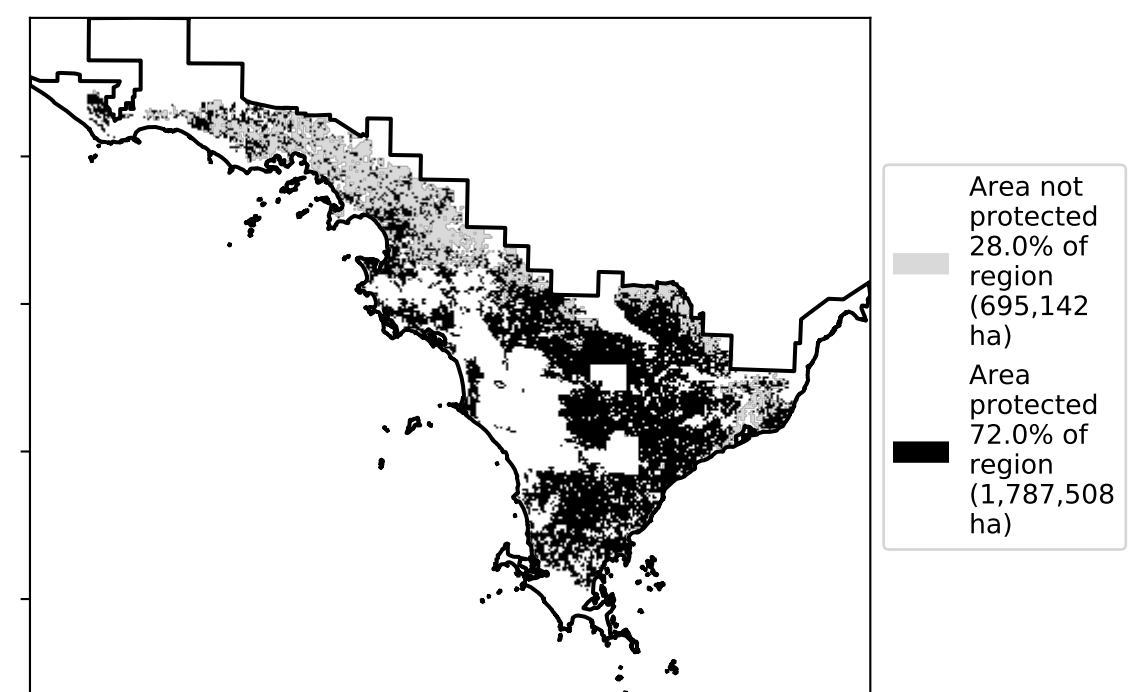 Area not
protected
28.0% of
region
(695,142
ha)
Area
protected
72.0% of
region
(1,787,508
ha)